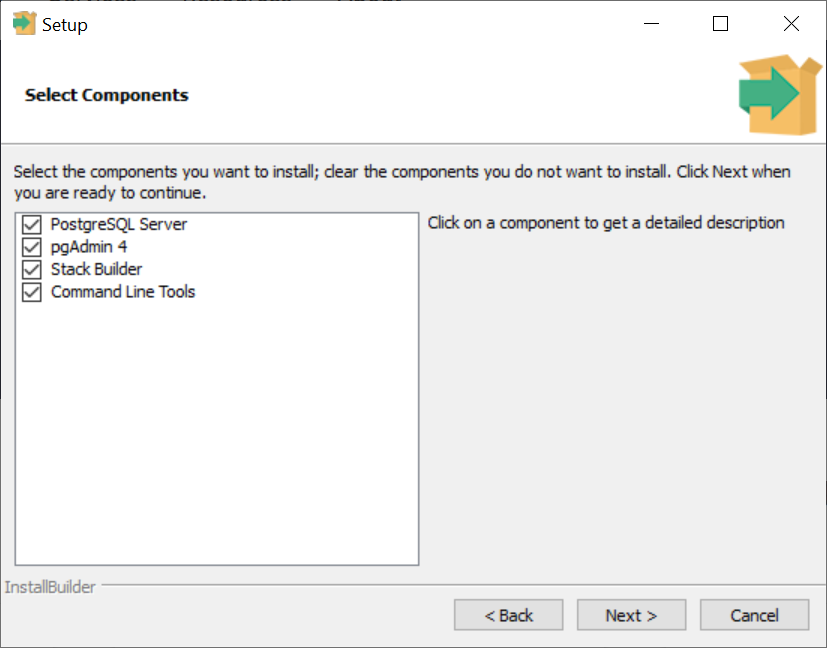 Setup
Select Components
Select the components you want to install; clear the components you do not want to install. Click Next when
you are ready to continue.
PostgreSQL Server
pgAdmin 4
Stack Builder
Command Line Tools
Click on a component to get a detailed description
InstallBuilder
< Back
Next >
Cancel